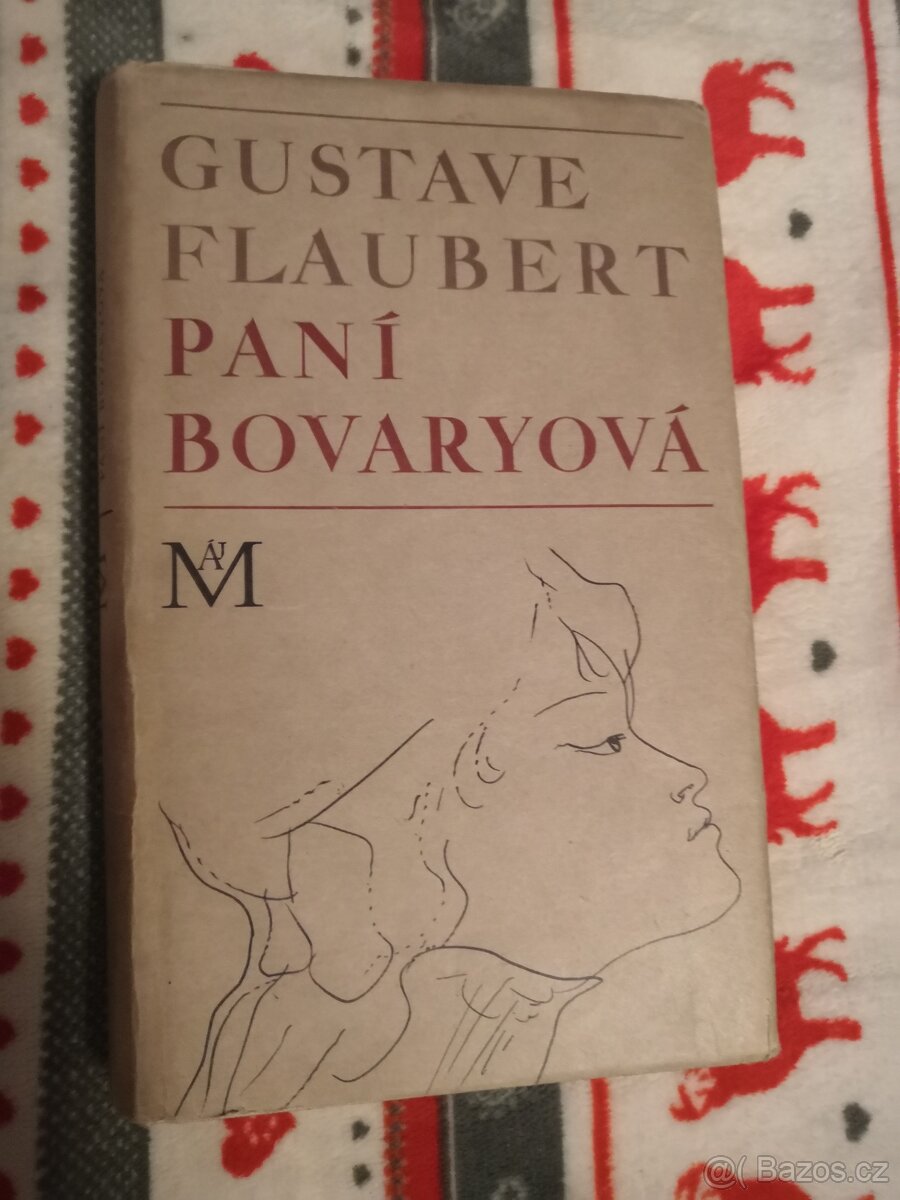 GUSTAVE
FLAUBERT
PANÍ
BOVARYOVÁ
MÁJ
@( Bazos.cz